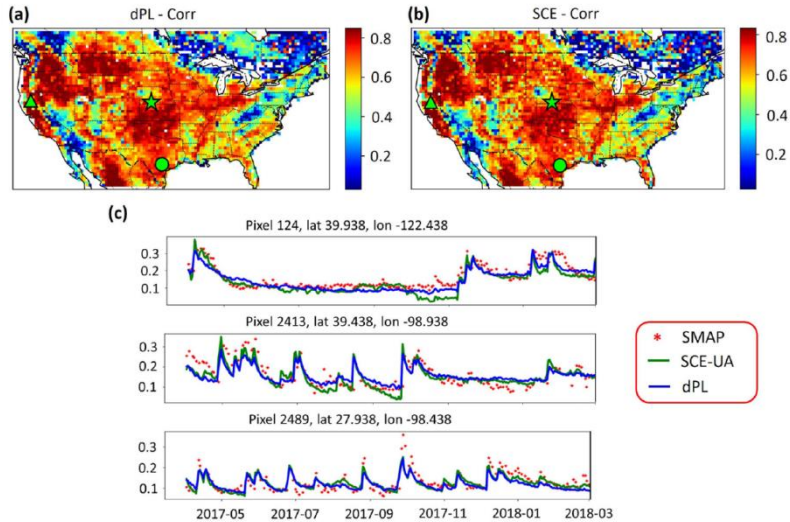 (a) dPL - Corr
0.8
0.6
0.4
0.2
(b) SCE - Corr
0.8
0.6
0.4
0.2
(c)
Pixel 124, lat 39.938, lon -122.438
0.3
0.2
0.1
Pixel 2413, lat 39.438, lon -98.938
0.3
0.2
0.1
Pixel 2489, lat 27.938, lon -98.438
0.3
0.2
0.1
2017-05 2017-07 2017-09 2017-11 2018-01 2018-03
SMAP
SCE-UA
dPL